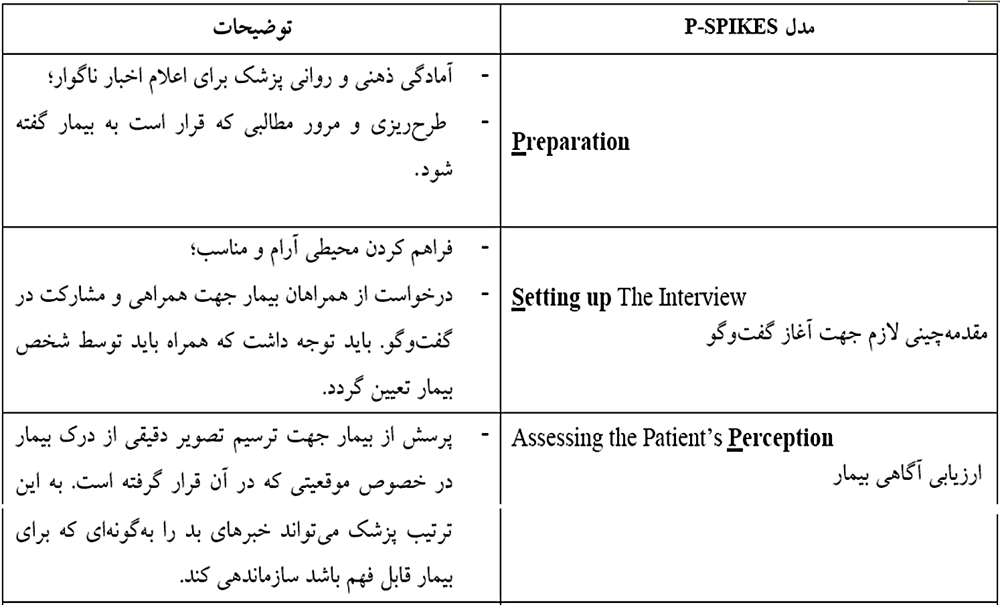 مدل P-SPIKES
توضیحات
Preparation
- آمادگی ذهنی و روانی پزشک برای اعلام اخبار ناگوار؛
- طرح‌ریزی و مرور مطالبی که قرار است به بیمار گفته
شود.
Setting up The Interview
مقدمه‌چینی لازم جهت آغاز گفت‌وگو
- فراهم کردن محیطی آرام و مناسب؛
- درخواست از همراهان بیمار جهت همراهی و مشارکت در
گفت‌وگو. باید توجه داشت که همراه باید توسط شخص
بیمار تعیین گردد.
Assessing the Patient’s Perception
ارزیابی آگاهی بیمار
- پرسش از بیمار جهت ترسیم تصویر دقیقی از درک بیمار
در خصوص موقعیتی که در آن قرار گرفته است. به این
ترتیب پزشک می‌تواند خبرهای بد را به‌گونه‌ای که برای
بیمار قابل فهم باشد سازماندهی کند.